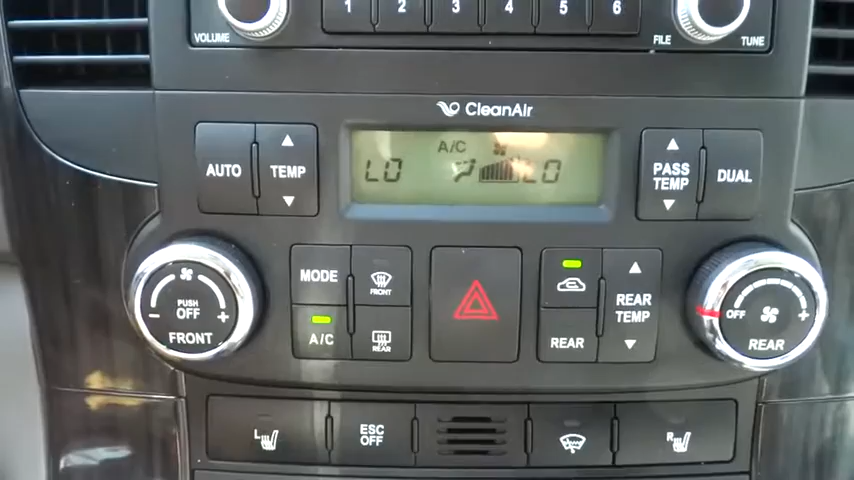 1 2 3 4 5 6
VOLUME FILE TUNE
CleanAir
AUTO TEMP A/C PASS TEMP DUAL
LO LO
MODE FRONT REAR TEMP
PUSH OFF FRONT - +
A/C REAR REAR
OFF REAR +
L ESC OFF R